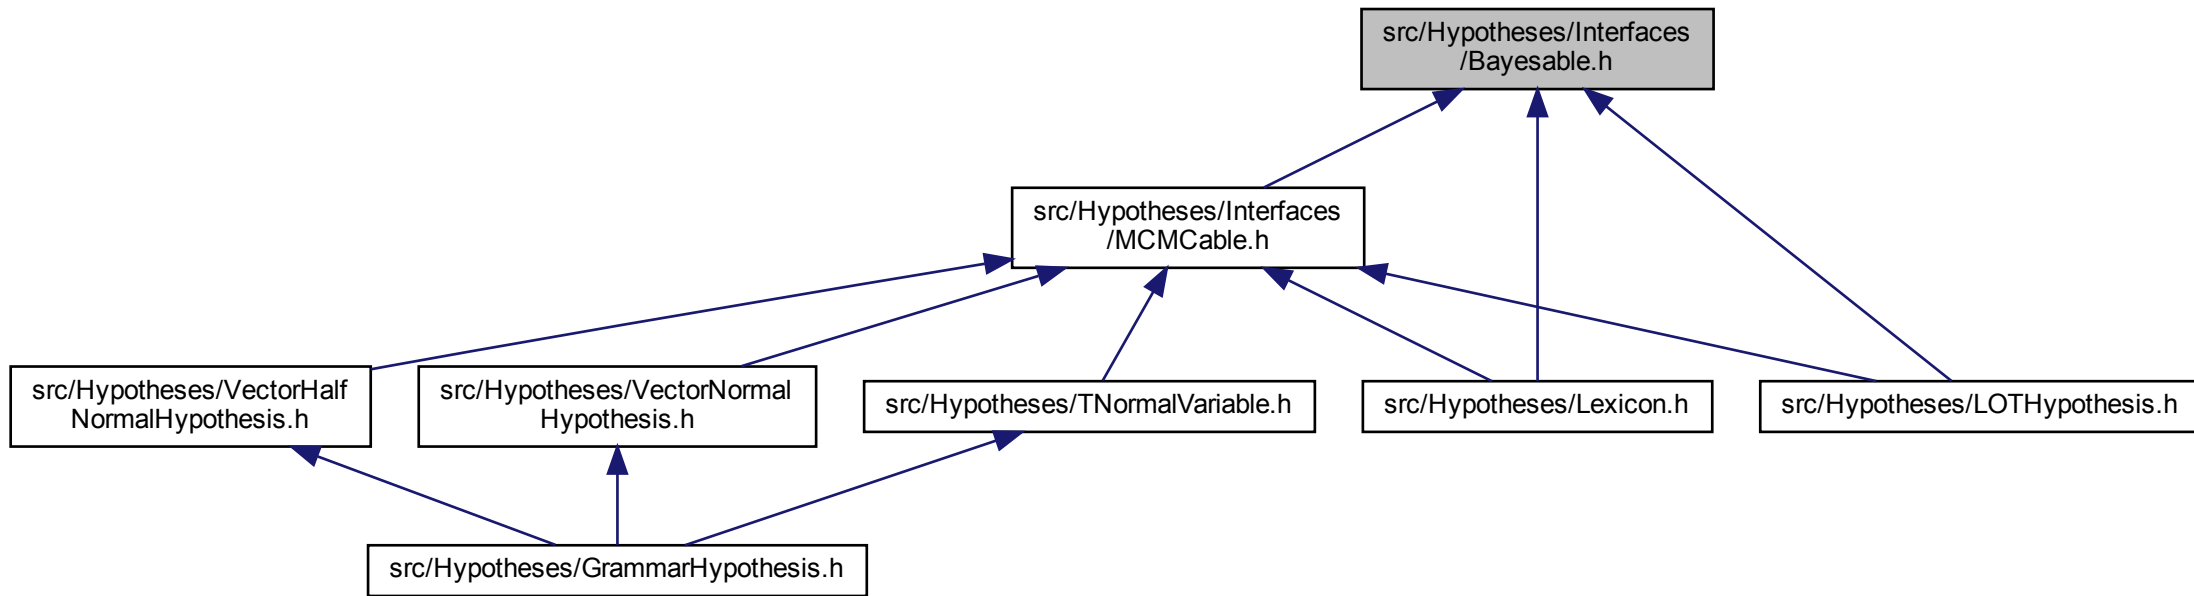 src/Hypotheses/Interfaces
/Bayesable.h
src/Hypotheses/Interfaces
/MCMCable.h
src/Hypotheses/VectorHalf
NormalHypothesis.h
src/Hypotheses/VectorNormal
Hypothesis.h
src/Hypotheses/TNormalVariable.h
src/Hypotheses/Lexicon.h
src/Hypotheses/LOTHypothesis.h
src/Hypotheses/GrammarHypothesis.h